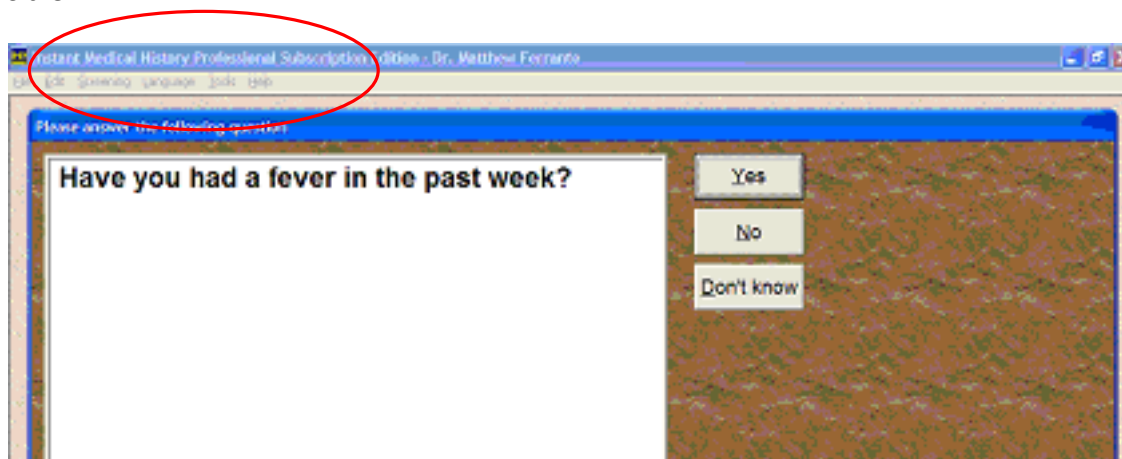 Instant Medical History Professional Subscription Edition - Dr. Matthew Ferrante
File Edit Screening Language Tools Help
Please answer the following question
Have you had a fever in the past week?
Yes
No
Don't know